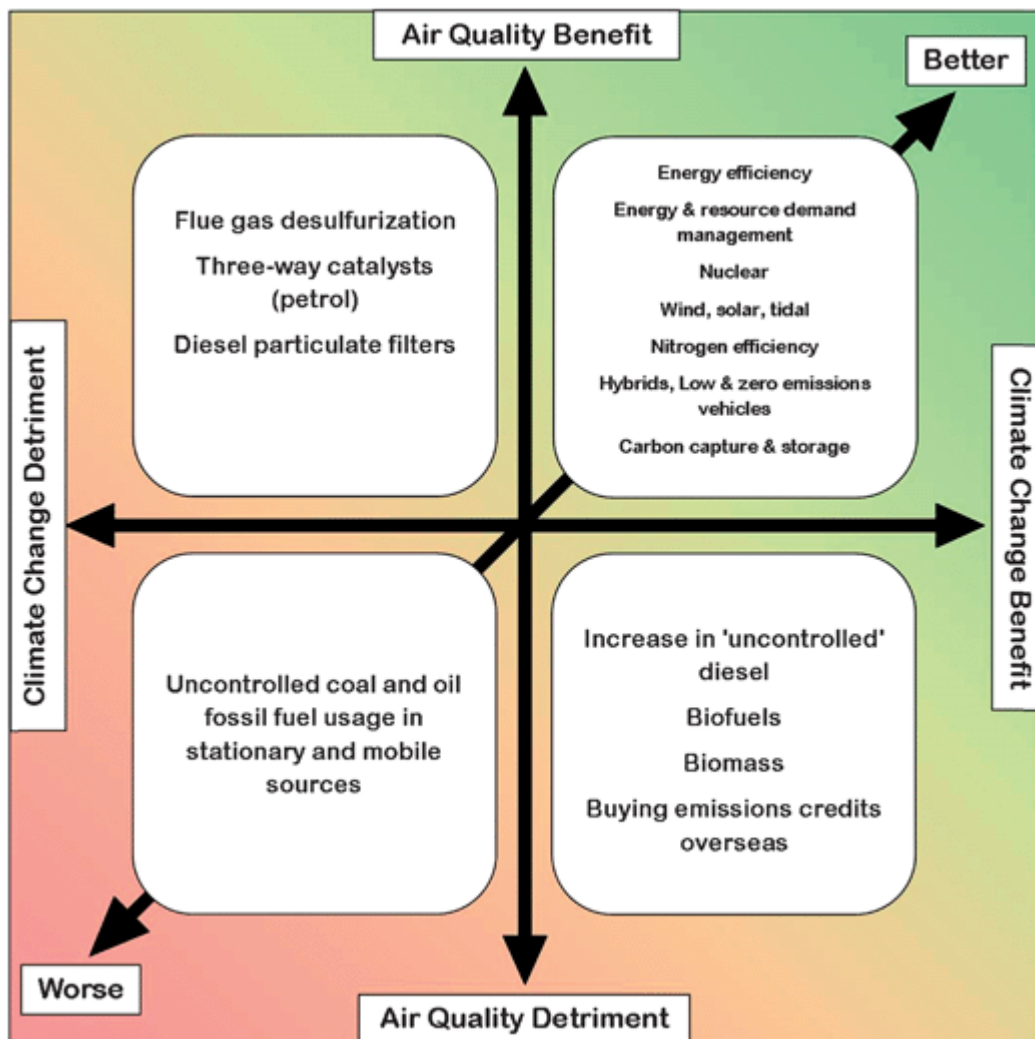 Air Quality Benefit
Better
Flue gas desulfurization
Three-way catalysts
(petrol)
Diesel particulate filters
Energy efficiency
Energy & resource demand
management
Nuclear
Wind, solar, tidal
Nitrogen efficiency
Hybrids, Low & zero emissions
vehicles
Carbon capture & storage
Climate Change Detriment
Climate Change Benefit
Uncontrolled coal and oil
fossil fuel usage in
stationary and mobile
sources
Increase in 'uncontrolled'
diesel
Biofuels
Biomass
Buying emissions credits
overseas
Worse
Air Quality Detriment